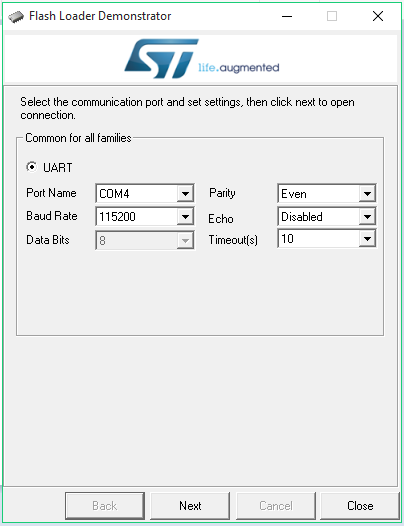 Flash Loader Demonstrator
ST
life.augmented
Select the communication port and set settings, then click next to open
connection.
Common for all families
UART
Port Name COM4 Parity Even
Baud Rate 115200 Echo Disabled
Data Bits 8 Timeout(s) 10
Back Next Cancel Close